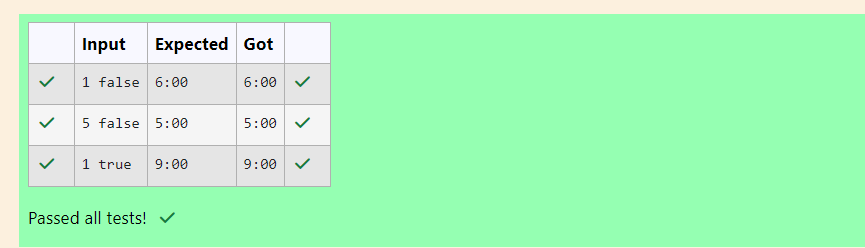 Input Expected Got
1 false 6:00 6:00
5 false 5:00 5:00
1 true 9:00 9:00
Passed all tests!